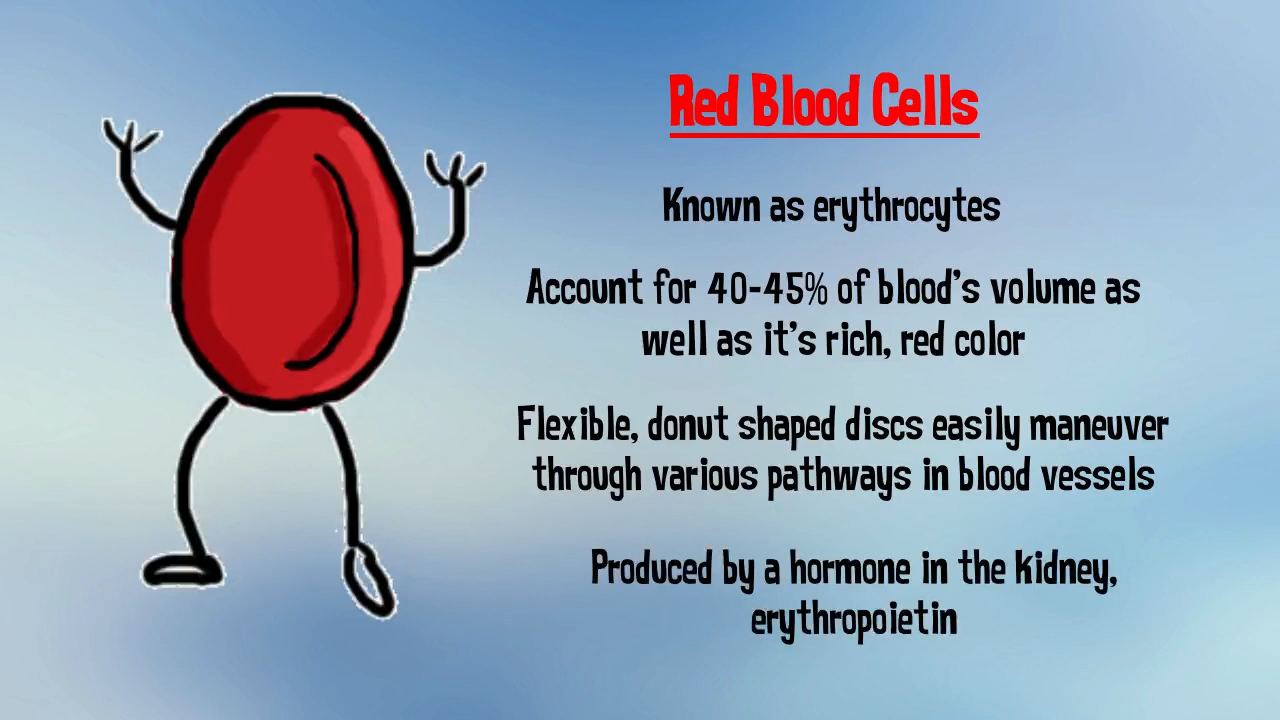 Red Blood Cells
Known as erythrocytes
Account for 40-45% of blood's volume as
well as it's rich, red color
Flexible, donut shaped discs easily maneuver
through various pathways in blood vessels
Produced by a hormone in the kidney,
erythropoietin